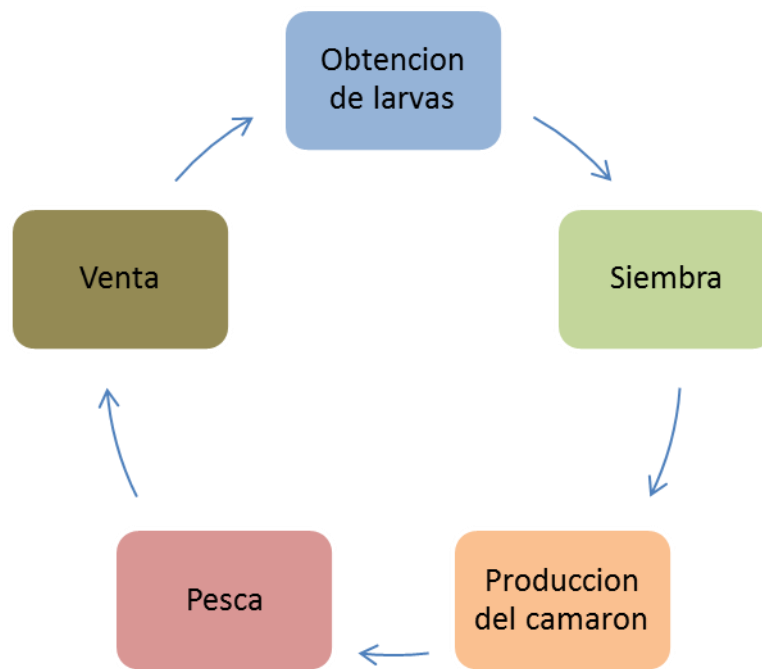 Obtencion
de larvas
Siembra
Produccion
del camaron
Pesca
Venta